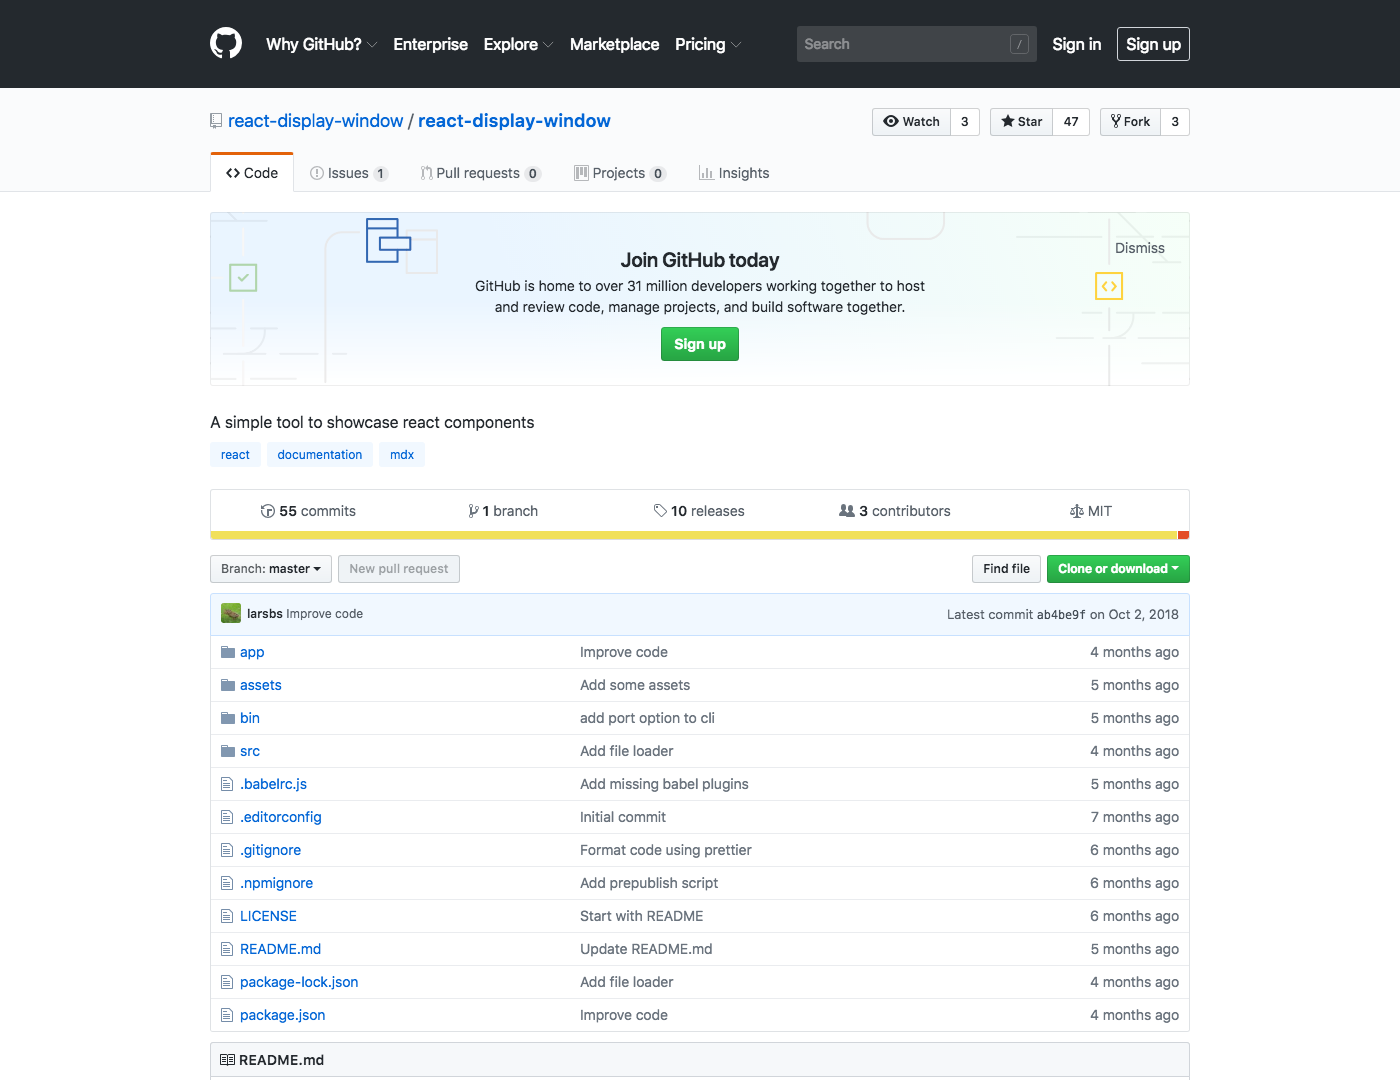 Why GitHub? Enterprise Explore Marketplace Pricing Search / Sign in Sign up
react-display-window / react-display-window Watch 3 Star 47 Fork 3
Code Issues 1 Pull requests 0 Projects 0 Insights
Dismiss
Join GitHub today
GitHub is home to over 31 million developers working together to host
and review code, manage projects, and build software together.
Sign up
A simple tool to showcase react components
react documentation mdx
55 commits 1 branch 10 releases 3 contributors MIT
Branch: master New pull request Find file Clone or download
larsbs Improve code Latest commit ab4be9f on Oct 2, 2018
app Improve code 4 months ago
assets Add some assets 5 months ago
bin add port option to cli 5 months ago
src Add file loader 4 months ago
.babelrc.js Add missing babel plugins 5 months ago
.editorconfig Initial commit 7 months ago
.gitignore Format code using prettier 6 months ago
.npmignore Add prepublish script 6 months ago
LICENSE Start with README 6 months ago
README.md Update README.md 5 months ago
package-lock.json Add file loader 4 months ago
package.json Improve code 4 months ago
README.md